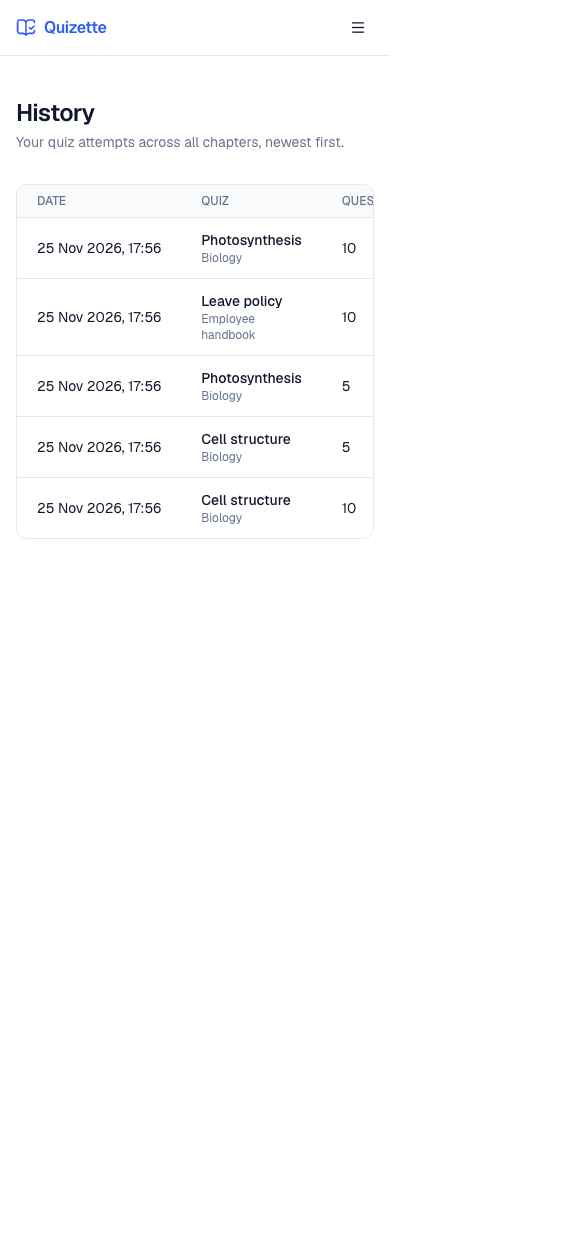 Quizette
History
Your quiz attempts across all chapters, newest first.
DATE QUIZ QUES
25 Nov 2026, 17:56 Photosynthesis 10
Biology
25 Nov 2026, 17:56 Leave policy 10
Employee
handbook
25 Nov 2026, 17:56 Photosynthesis 5
Biology
25 Nov 2026, 17:56 Cell structure 5
Biology
25 Nov 2026, 17:56 Cell structure 10
Biology